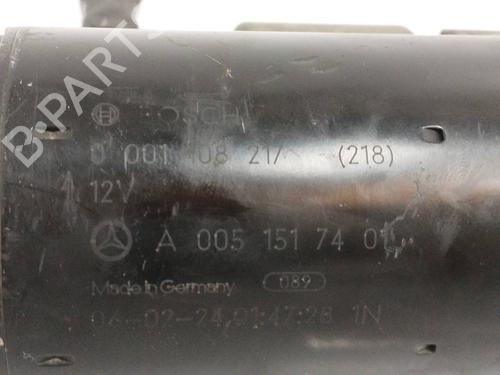 B-PARTS
BOSCH
0 001 108 217 (218)
12V
A 005 151 74 01
Made in Germany 089
04-02-24,01:47:28 1N